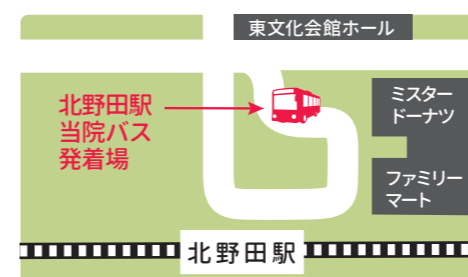 東文化会館ホール
北野田駅
当院バス
発着場
ミスター
ドーナツ
ファミリー
マート
北野田駅